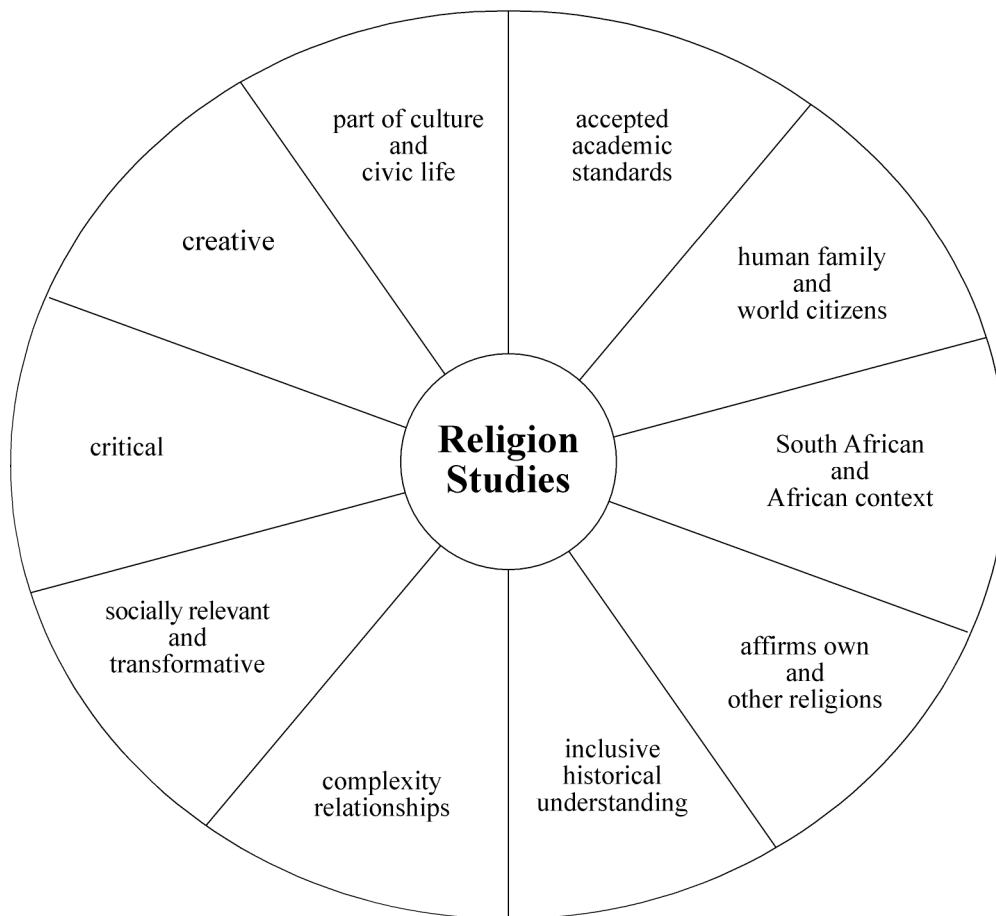 part of culture
and
civic life
accepted
academic
standards
human family
and
world citizens
South African
and
African context
affirms own
and
other religions
inclusive
historical
understanding
complexity
relationships
socially relevant
and
transformative
critical
creative
Religion
Studies